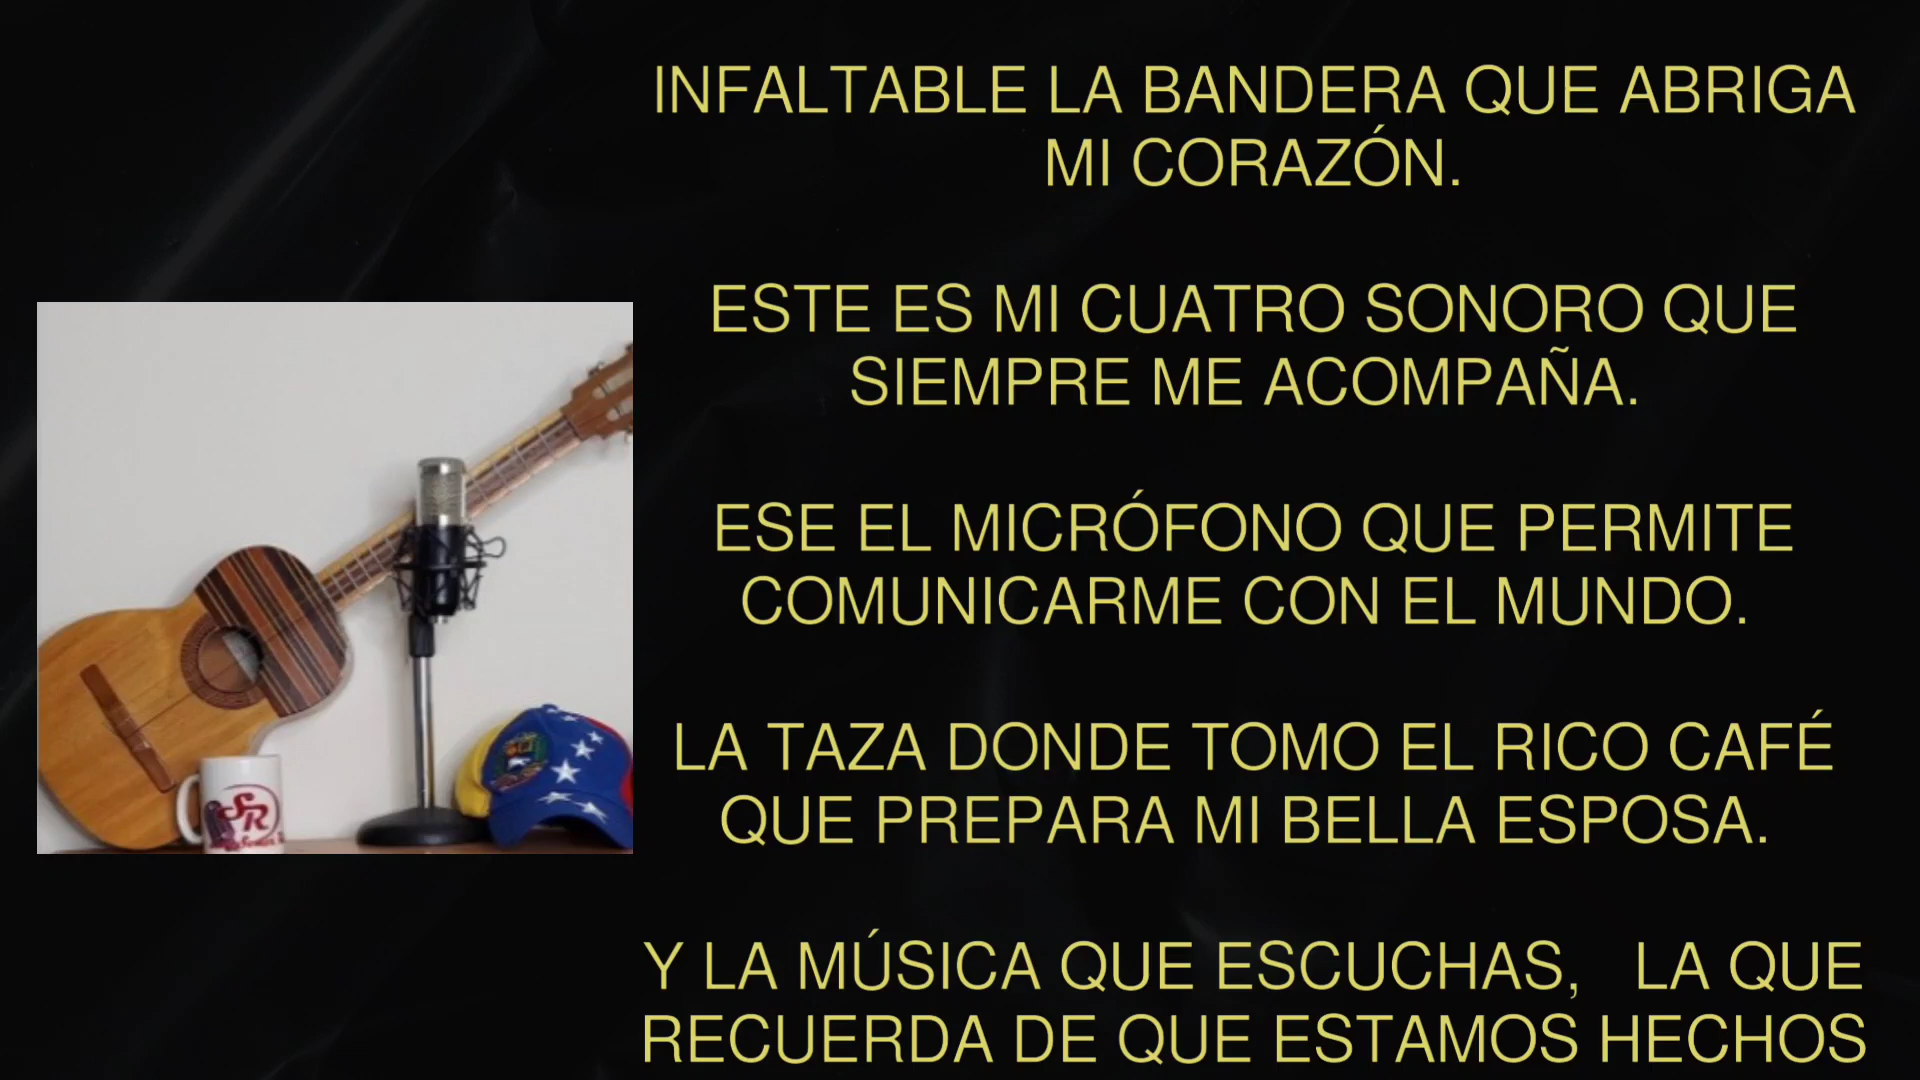 INFALTABLE LA BANDERA QUE ABRIGA
MI CORAZÓN.
ESTE ES MI CUATRO SONORO QUE
SIEMPRE ME ACOMPAÑA.
ESE EL MICRÓFONO QUE PERMITE
COMUNICARME CON EL MUNDO.
LA TAZA DONDE TOMO EL RICO CAFÉ
QUE PREPARA MI BELLA ESPOSA.
Y LA MÚSICA QUE ESCUCHAS,   LA QUE
RECUERDA DE QUE ESTAMOS HECHOS
SR